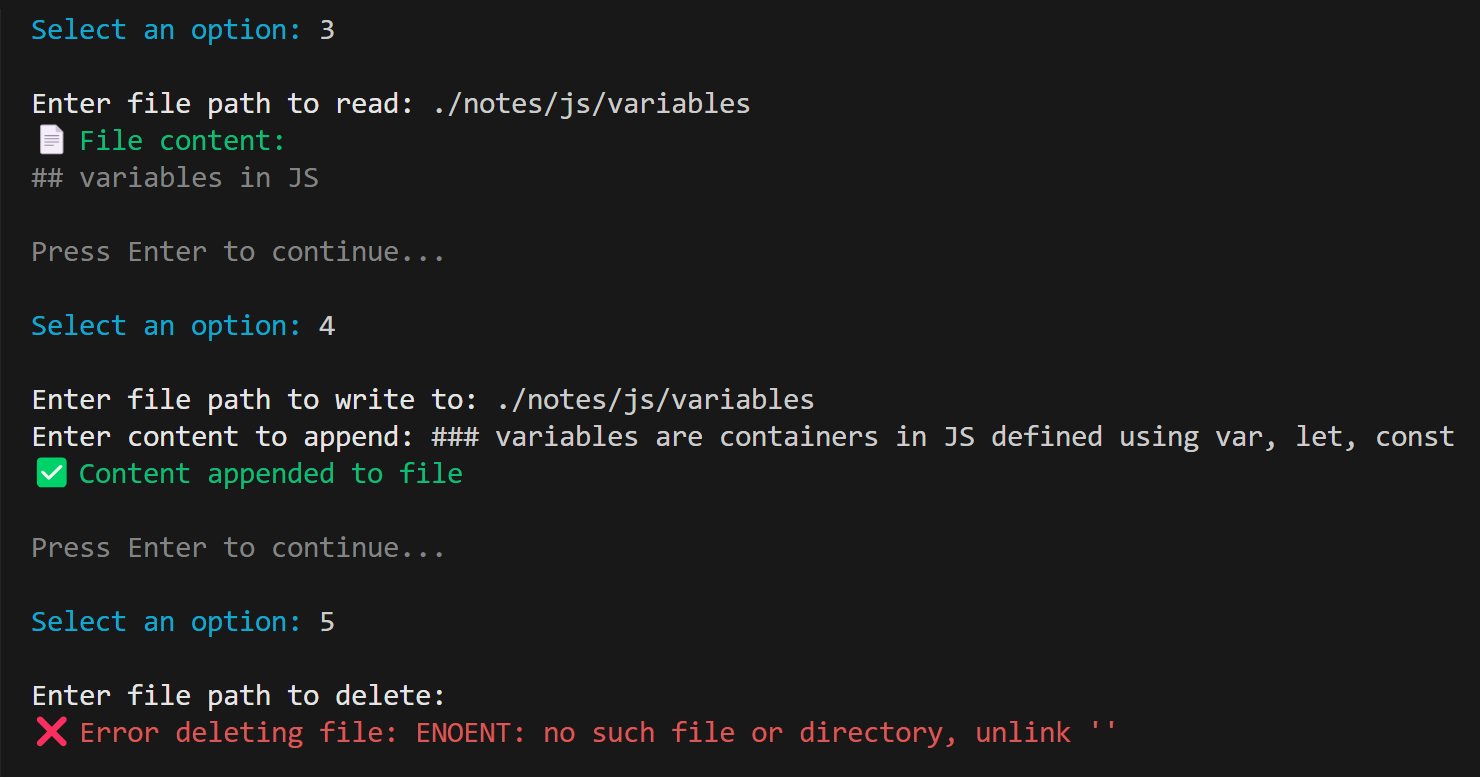 Select an option: 3
Enter file path to read: ./notes/js/variables
📄 File content:
## variables in JS
Press Enter to continue...
Select an option: 4
Enter file path to write to: ./notes/js/variables
Enter content to append: ### variables are containers in JS defined using var, let, const
✅ Content appended to file
Press Enter to continue...
Select an option: 5
Enter file path to delete:
❌ Error deleting file: ENOENT: no such file or directory, unlink ''